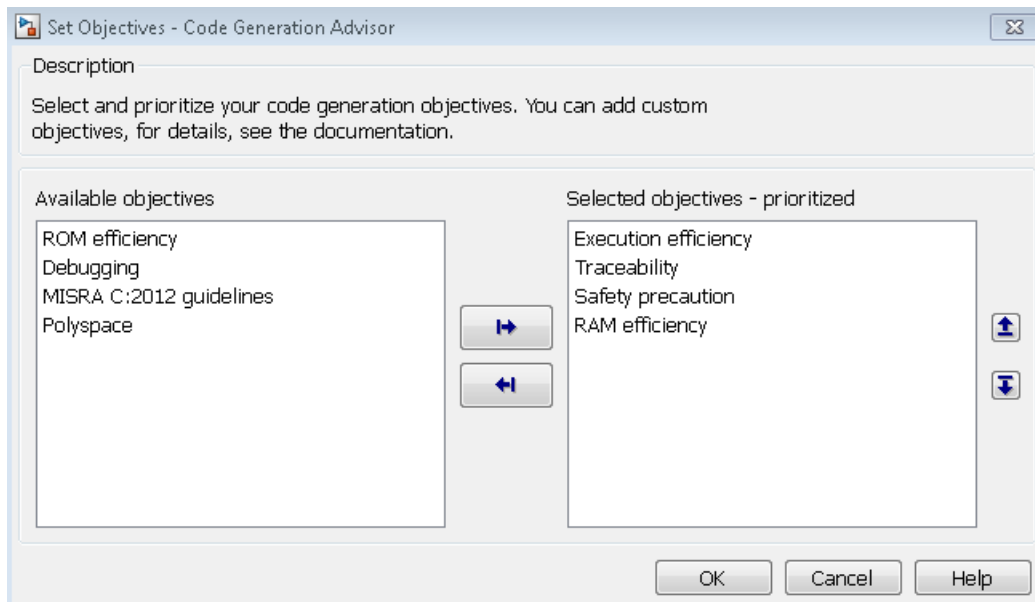 Set Objectives - Code Generation Advisor
Description
Select and prioritize your code generation objectives. You can add custom
objectives, for details, see the documentation.
Available objectives
ROM efficiency
Debugging
MISRA C:2012 guidelines
Polyspace
Selected objectives - prioritized
Execution efficiency
Traceability
Safety precaution
RAM efficiency
OK
Cancel
Help